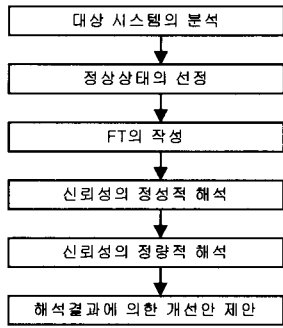 대상 시스템의 분석
정상상태의 선정
FT의 작성
신뢰성의 정성적 해석
신뢰성의 정량적 해석
해석결과에 의한 개선안 제안